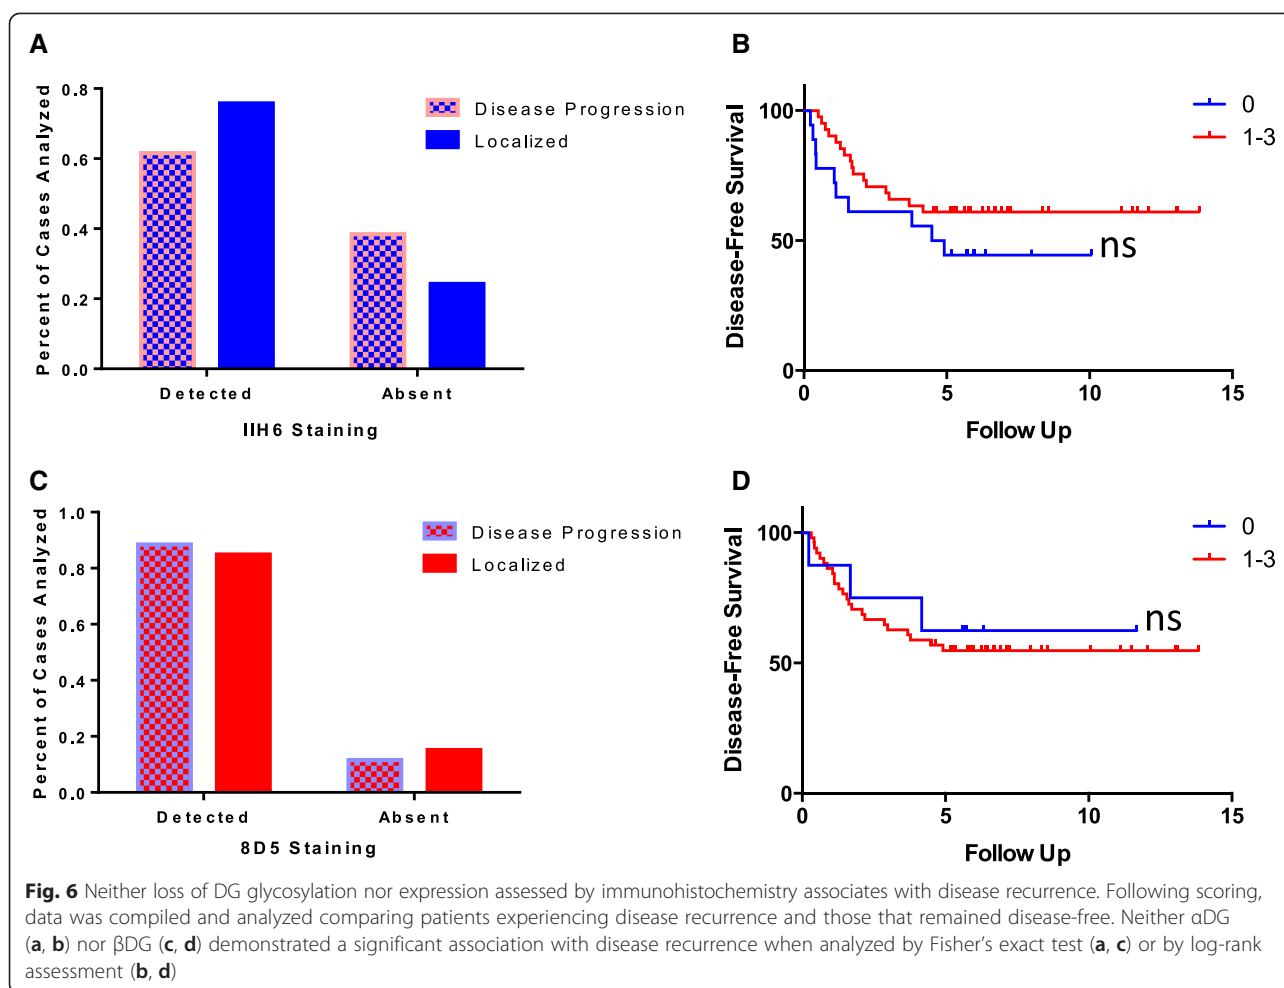 A
Percent of Cases Analyzed
0.8
0.6
0.4
0.2
0.0
Disease Progression
Localized
Detected
Absent
IIH6 Staining
B
Disease-Free Survival
100
50
0
0
1-3
ns
0
5
10
15
Follow Up
C
Percent of Cases Analyzed
1.0
0.8
0.6
0.4
0.2
0.0
Disease Progression
Localized
Detected
Absent
8D5 Staining
D
Disease-Free Survival
100
50
0
0
1-3
ns
0
5
10
15
Follow Up
Fig. 6 Neither loss of DG glycosylation nor expression assessed by immunohistochemistry associates with disease recurrence. Following scoring,
data was compiled and analyzed comparing patients experiencing disease recurrence and those that remained disease-free. Neither αDG
(a, b) nor βDG (c, d) demonstrated a significant association with disease recurrence when analyzed by Fisher's exact test (a, c) or by log-rank
assessment (b, d)